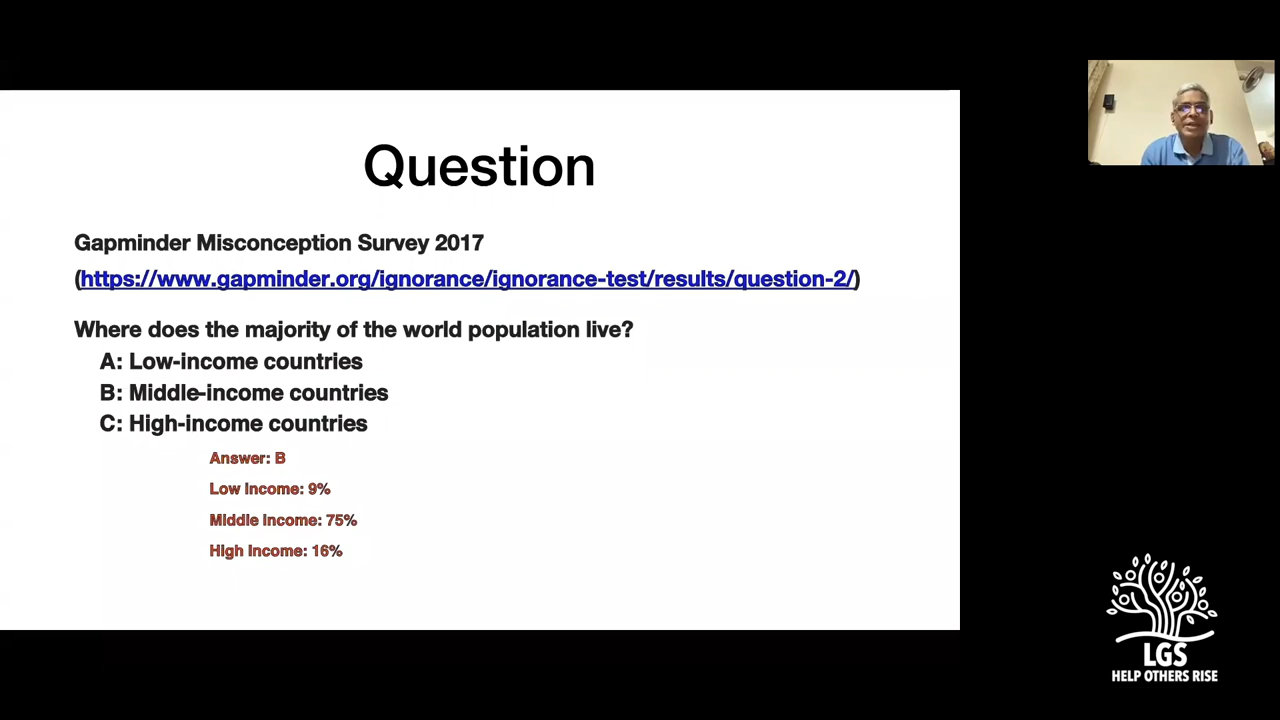 Question
Gapminder Misconception Survey 2017
(https://www.gapminder.org/ignorance/ignorance-test/results/question-2/)
Where does the majority of the world population live?
A: Low-income countries
B: Middle-income countries
C: High-income countries
Answer: B
Low income: 9%
Middle income: 75%
High income: 16%
LGS
HELP OTHERS RISE